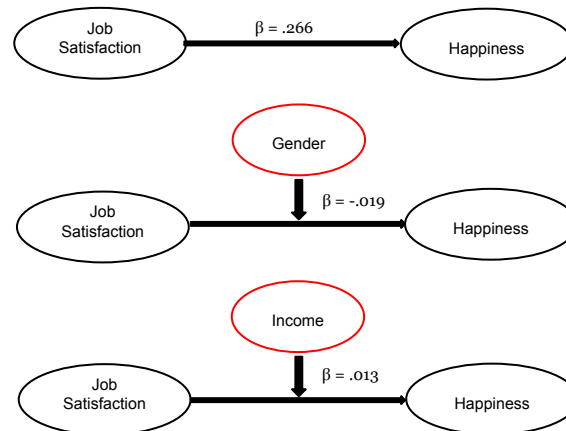 Job
Satisfaction
β = .266
Happiness
Gender
β = -.019
Job
Satisfaction
Happiness
Income
β = .013
Job
Satisfaction
Happiness